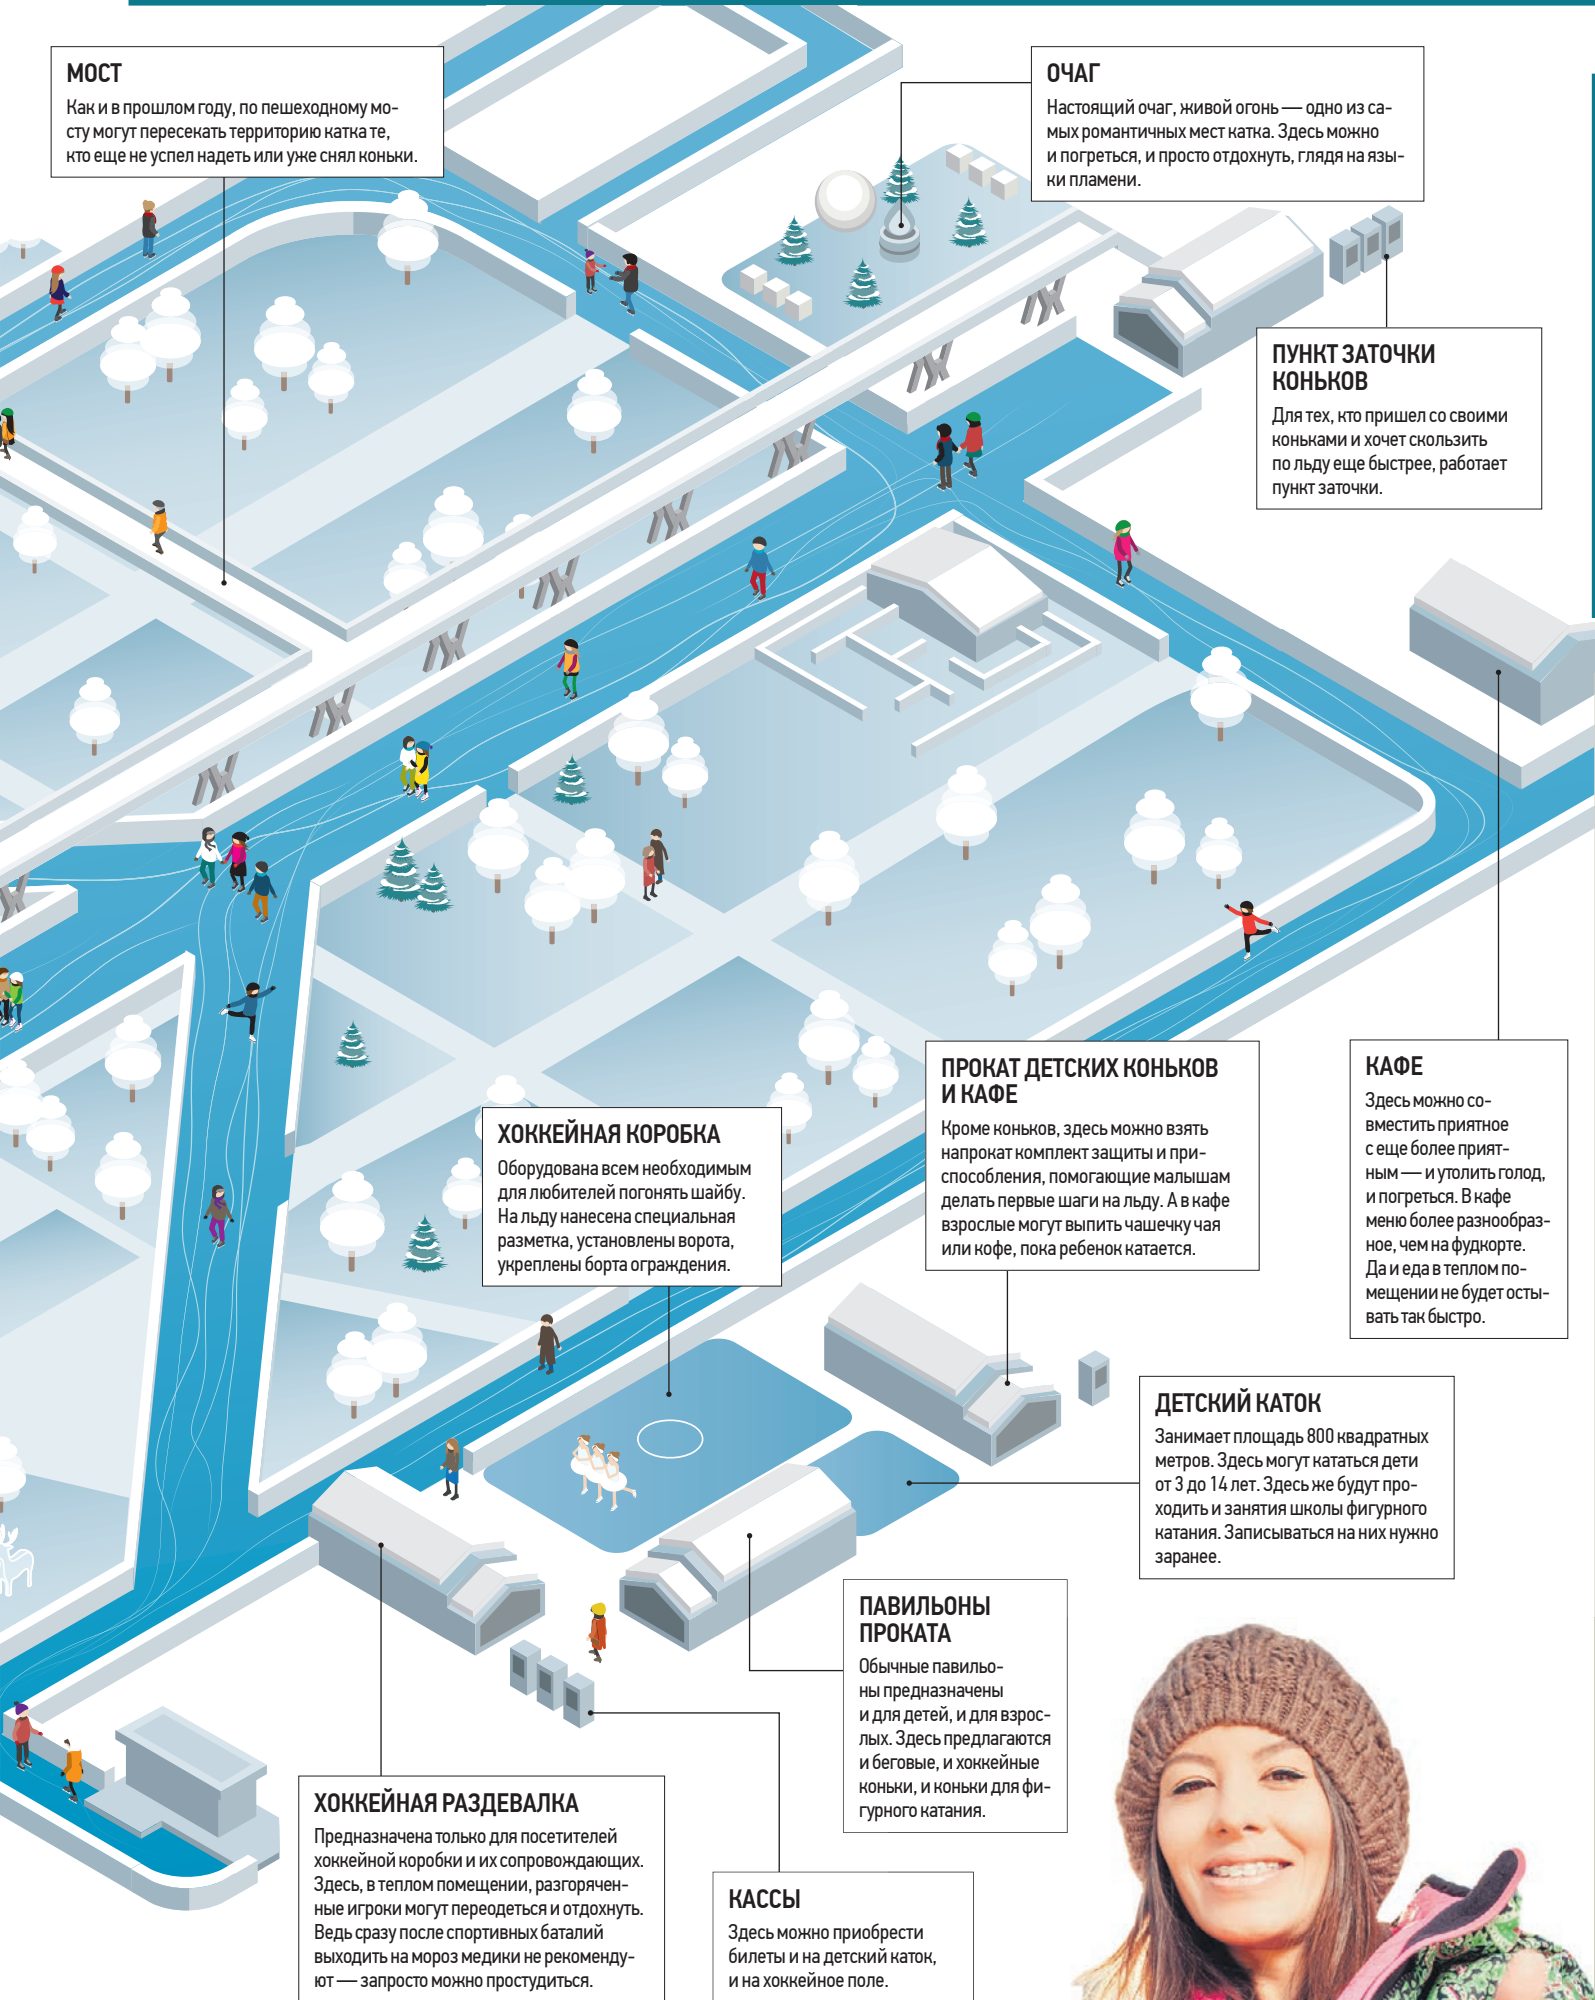 МОСТ
Как и в прошлом году, по пешеходному мо-
сту могут пересекать территорию катка те,
кто еще не успел надеть или уже снял коньки.
ОЧАГ
Настоящий очаг, живой огонь — одно из са-
мых романтичных мест катка. Здесь можно
и погреться, и просто отдохнуть, глядя на язы-
ки пламени.
ПУНКТ ЗАТОЧКИ
КОНЬКОВ
Для тех, кто пришел со своими
коньками и хочет скользить
по льду еще быстрее, работает
пункт заточки.
ПРОКАТ ДЕТСКИХ КОНЬКОВ
И КАФЕ
Кроме коньков, здесь можно взять
напрокат комплект защиты и при-
способления, помогающие малышам
делать первые шаги на льду. А в кафе
взрослые могут выпить чашечку чая
или кофе, пока ребенок катается.
КАФЕ
Здесь можно со-
вместить приятное
с еще более прият-
ным — и утолить голод,
и погреться. В кафе
меню более разнообраз-
ное, чем на фудкорте.
Да и еда в теплом по-
мещении не будет осты-
вать так быстро.
ХОККЕЙНАЯ КОРОБКА
Оборудована всем необходимым
для любителей погонять шайбу.
На льду нанесена специальная
разметка, установлены ворота,
укреплены борта ограждения.
ДЕТСКИЙ КАТОК
Занимает площадь 800 квадратных
метров. Здесь могут кататься дети
от 3 до 14 лет. Здесь же будут про-
ходить и занятия школы фигурного
катания. Записываться на них нужно
заранее.
ПАВИЛЬОНЫ
ПРОКАТА
Обычные павильо-
ны предназначены
и для детей, и для взрос-
лых. Здесь предлагаются
и беговые, и хоккейные
коньки, и коньки для фи-
гурного катания.
ХОККЕЙНАЯ РАЗДЕВАЛКА
Предназначена только для посетителей
хоккейной коробки и их сопровождающих.
Здесь, в теплом помещении, разгорячен-
ные игроки могут переодеться и отдохнуть.
Ведь сразу после спортивных баталий
выходить на мороз медики не рекоменду-
ют — запросто можно простудиться.
КАССЫ
Здесь можно приобрести
билеты и на детский каток,
и на хоккейное поле.